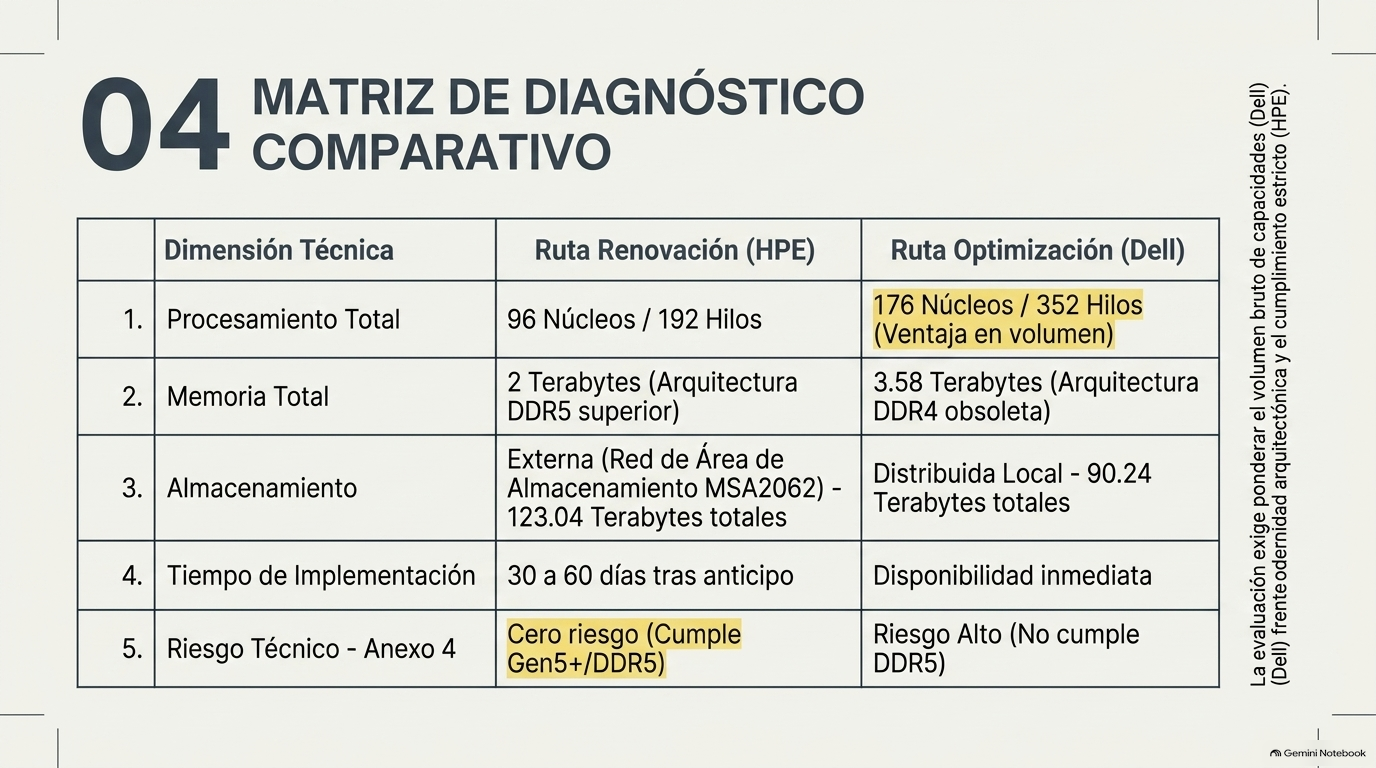 04
MATRIZ DE DIAGNÓSTICO
COMPARATIVO
Dimensión Técnica
Ruta Renovación (HPE)
Ruta Optimización (Dell)
1.
Procesamiento Total
96 Núcleos / 192 Hilos
176 Núcleos / 352 Hilos
(Ventaja en volumen)
2.
Memoria Total
2 Terabytes (Arquitectura
DDR5 superior)
3.58 Terabytes (Arquitectura
DDR4 obsoleta)
3.
Almacenamiento
Externa (Red de Área de
Almacenamiento MSA2062) -
123.04 Terabytes totales
Distribuida Local - 90.24
Terabytes totales
4.
Tiempo de Implementación
30 a 60 días tras anticipo
Disponibilidad inmediata
5.
Riesgo Técnico - Anexo 4
Cero riesgo (Cumple
Gen5+/DDR5)
Riesgo Alto (No cumple
DDR5)
La evaluación exige ponderar el volumen bruto de capacidades (Dell)
(Dell) frenteodernidad arquitectónica y el cumplimiento estricto (HPE).
Gemini Notebook